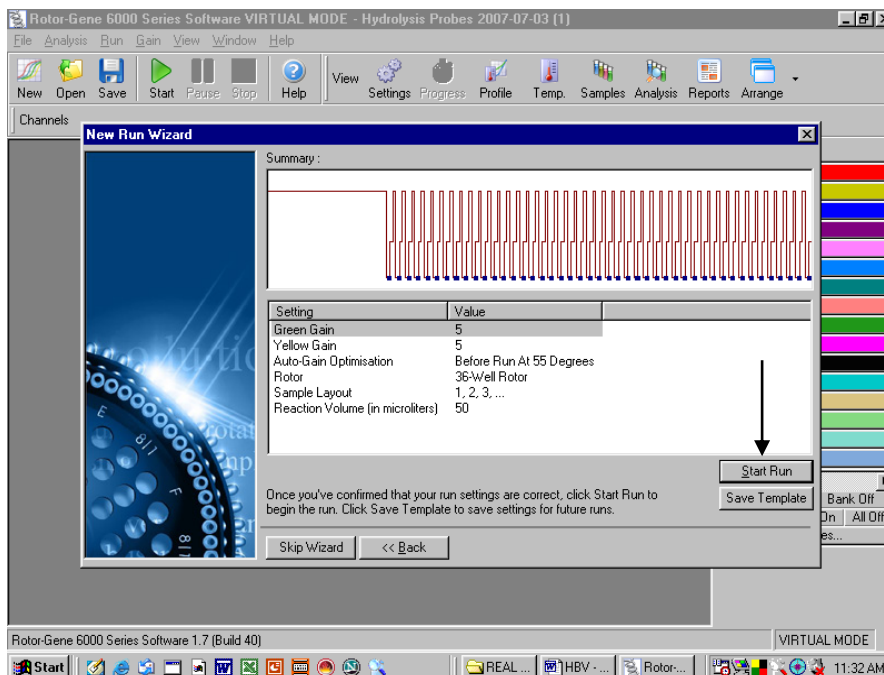 Rotor-Gene 6000 Series Software VIRTUAL MODE - Hydrolysis Probes 2007-07-03 (1)
File Analysis Run Gain View Window Help
New Open Save Start Pause Stop Help View Settings Progress Profile Temp. Samples Analysis Reports Arrange
Channels
New Run Wizard
Summary :
Setting Value
Green Gain 5
Yellow Gain 5
Auto-Gain Optimisation Before Run At 55 Degrees
Rotor 36-Well Rotor
Sample Layout 1, 2, 3, ...
Reaction Volume (in microliters) 50
Start Run
Once you've confirmed that your run settings are correct, click Start Run to
begin the run. Click Save Template to save settings for future runs.
Save Template
Bank Off
On All Off
es...
Skip Wizard << Back
Rotor-Gene 6000 Series Software 1.7 (Build 40) VIRTUAL MODE
Start REAL ... HBV - ... Rotor-... 11:32 AM